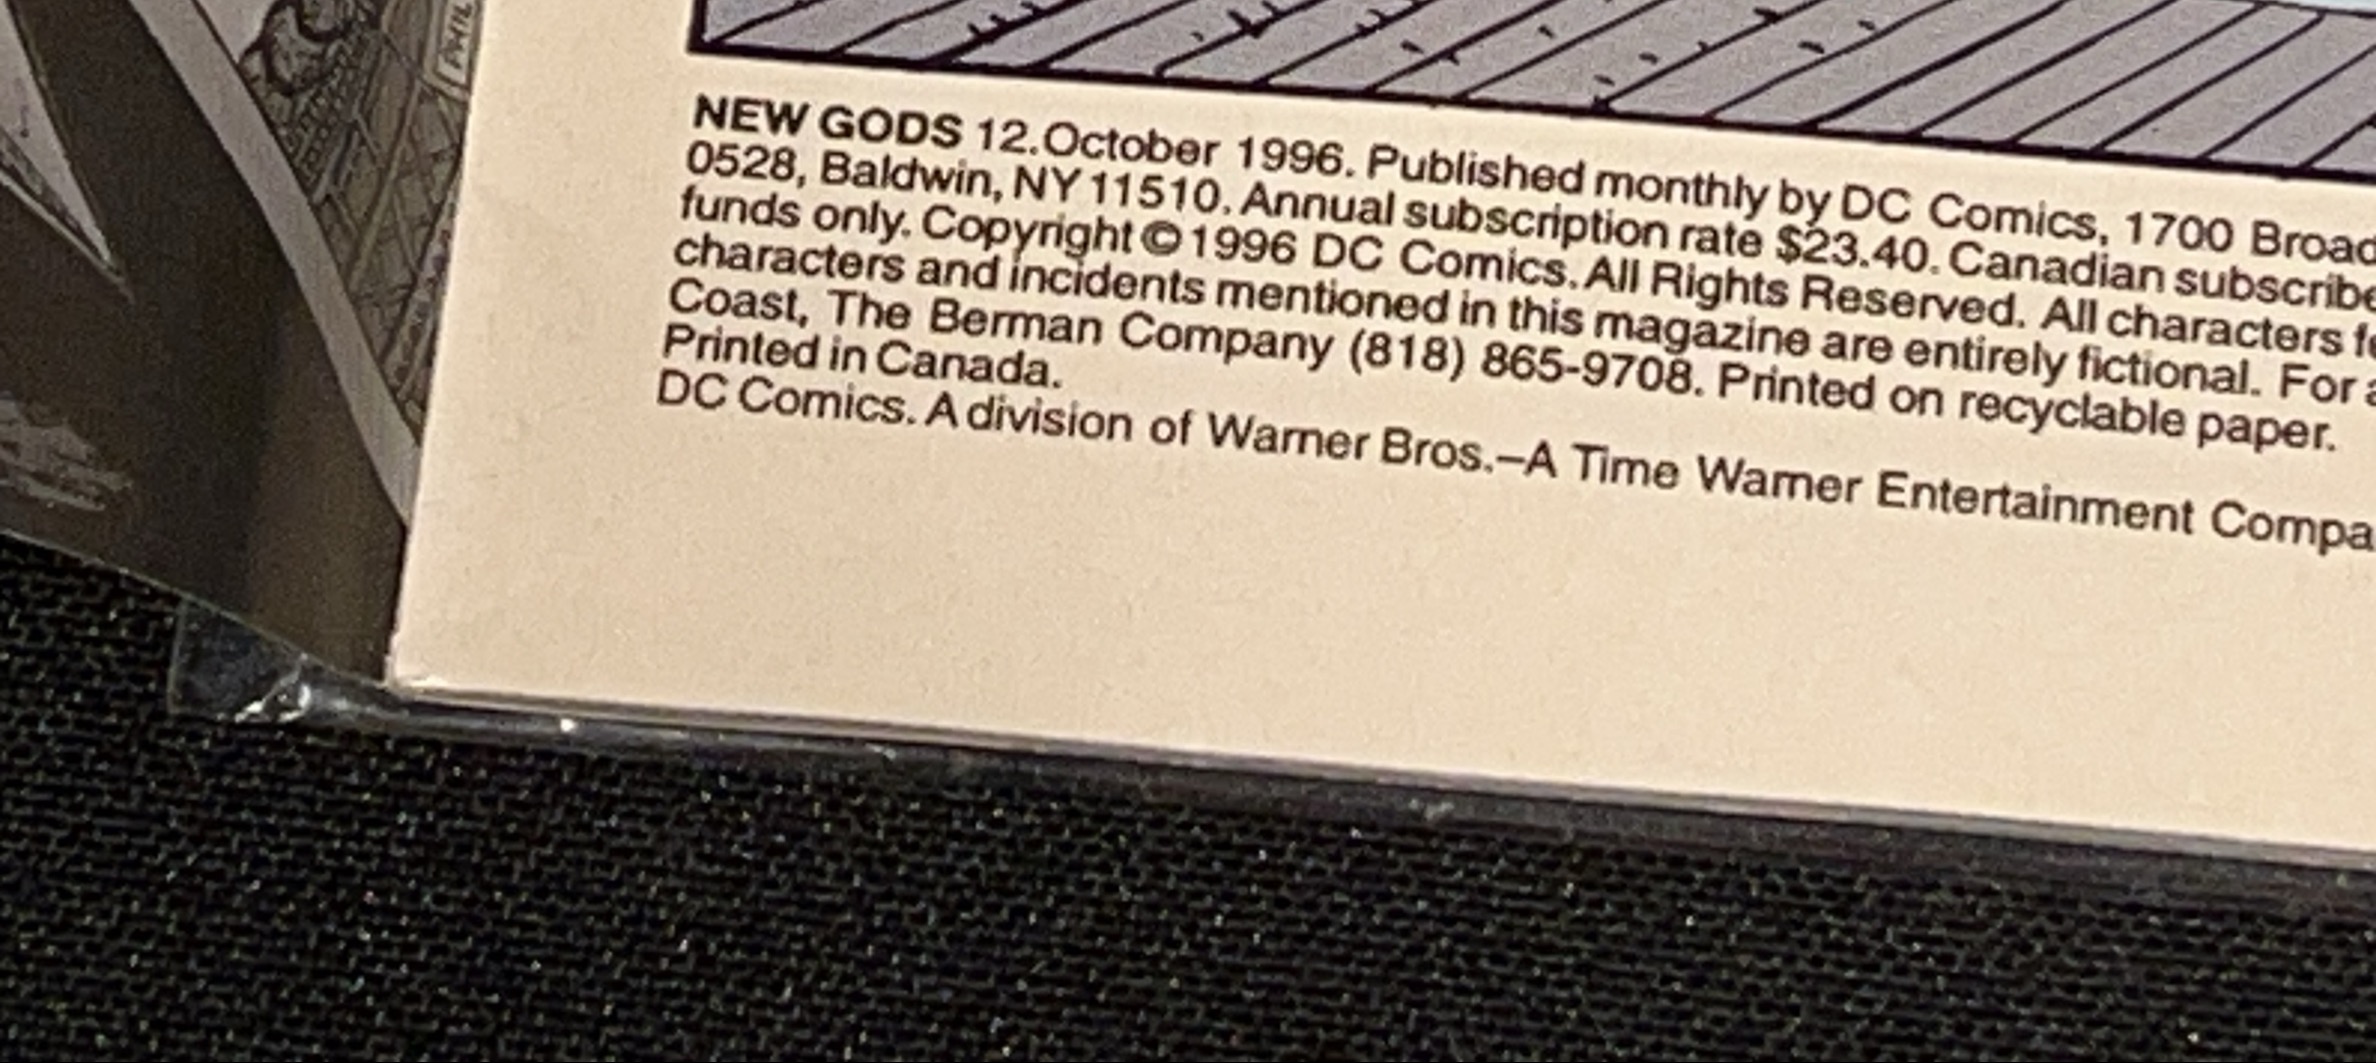 PHIL
NEW GODS 12. October 1996. Published monthly by DC Comics, 1700 Broad
0528, Baldwin, NY 11510. Annual subscription rate $23.40. Canadian subscribe
funds only. Copyright © 1996 DC Comics. All Rights Reserved. All characters fe
characters and incidents mentioned in this magazine are entirely fictional. For a
Coast, The Berman Company (818) 865-9708. Printed on recyclable paper.
Printed in Canada.
DC Comics. A division of Warner Bros.–A Time Warner Entertainment Compa